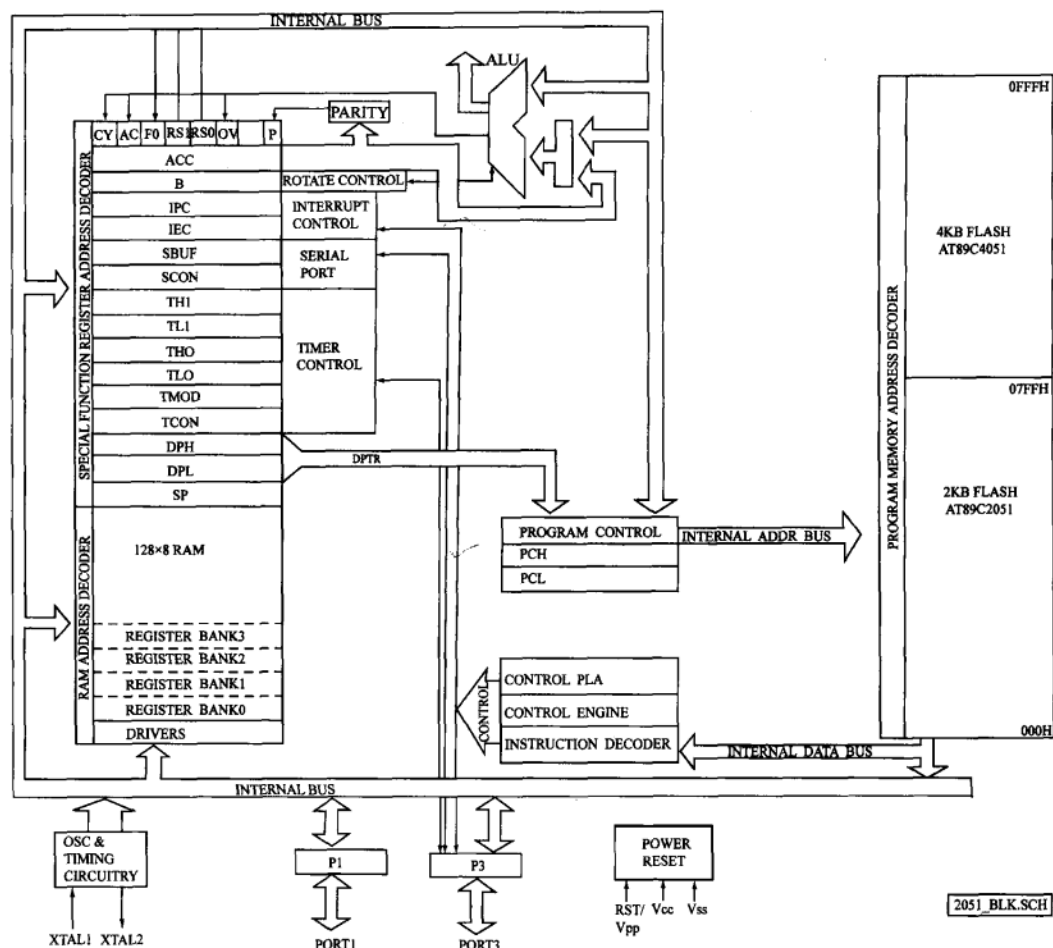 INTERNAL BUS
ALU
0FFFH
PARITY
CY AC F0 RS1 RS0 OV P
ACC
B
ROTATE CONTROL
IPC
INTERRUPT
CONTROL
IEC
SBUF
SERIAL
PORT
SCON
TH1
TL1
THO
TIMER
CONTROL
TLO
TMOD
TCON
DPH
DPTR
DPL
SP
SPECIAL FUNCTION REGISTER ADDRESS DECODER
4KB FLASH
AT89C4051
07FFH
2KB FLASH
AT89C2051
000H
PROGRAM MEMORY ADDRESS DECODER
PROGRAM CONTROL
INTERNAL ADDR BUS
PCH
PCL
128×8 RAM
RAM ADDRESS DECODER
REGISTER BANK3
REGISTER BANK2
REGISTER BANK1
REGISTER BANK0
DRIVERS
CONTROL
CONTROL PLA
CONTROL ENGINE
INSTRUCTION DECODER
INTERNAL DATA BUS
INTERNAL BUS
OSC &
TIMING
CIRCUITRY
XTAL1 XTAL2
P1
PORT1
P3
PORT3
POWER
RESET
RST/
Vpp
Vcc
Vss
2051_BLK.SCH